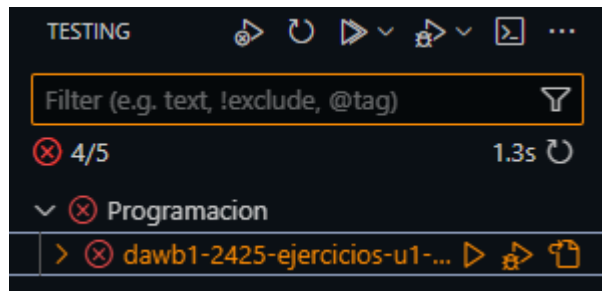 TESTING
Filter (e.g. text, !exclude, @tag)
4/5 1.3s
Programacion
dawb1-2425-ejercicios-u1-...